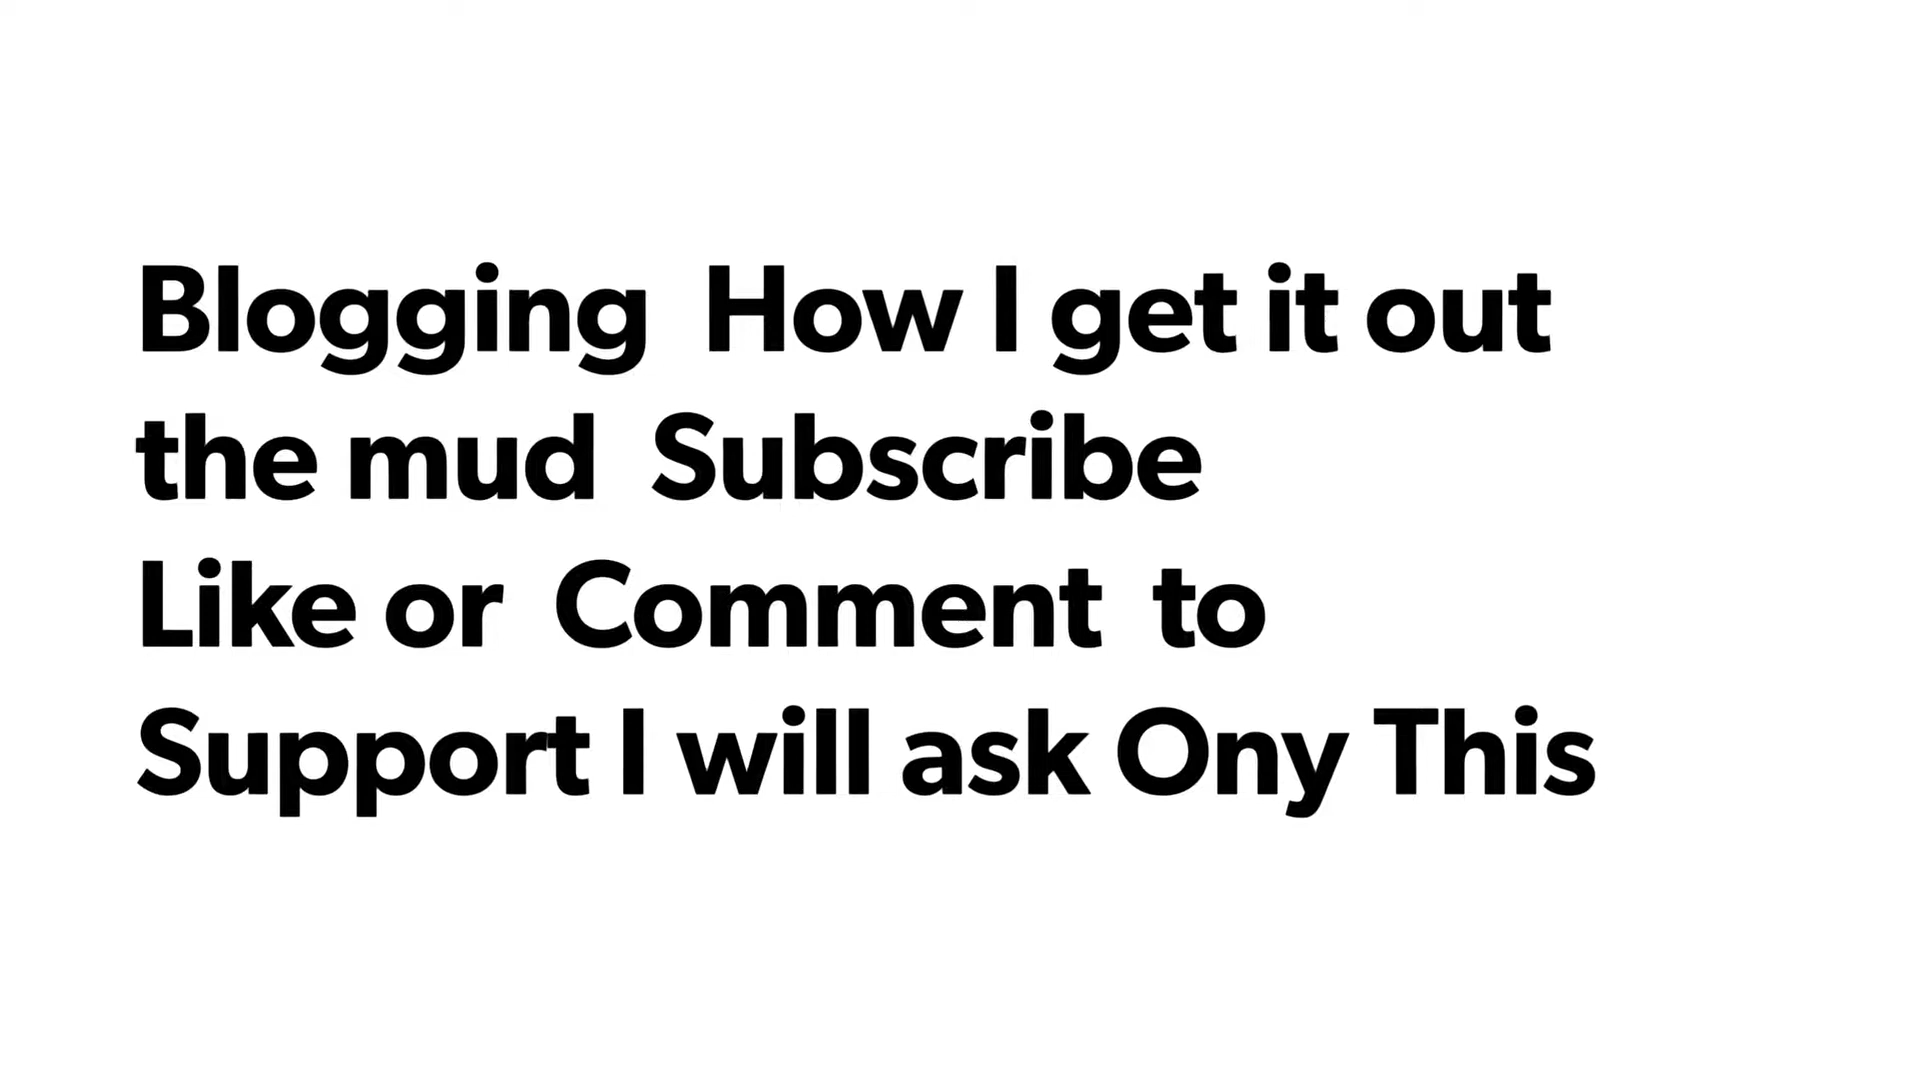 Blogging  How I get it out
the mud  Subscribe
Like or  Comment  to
Support I will ask Ony This